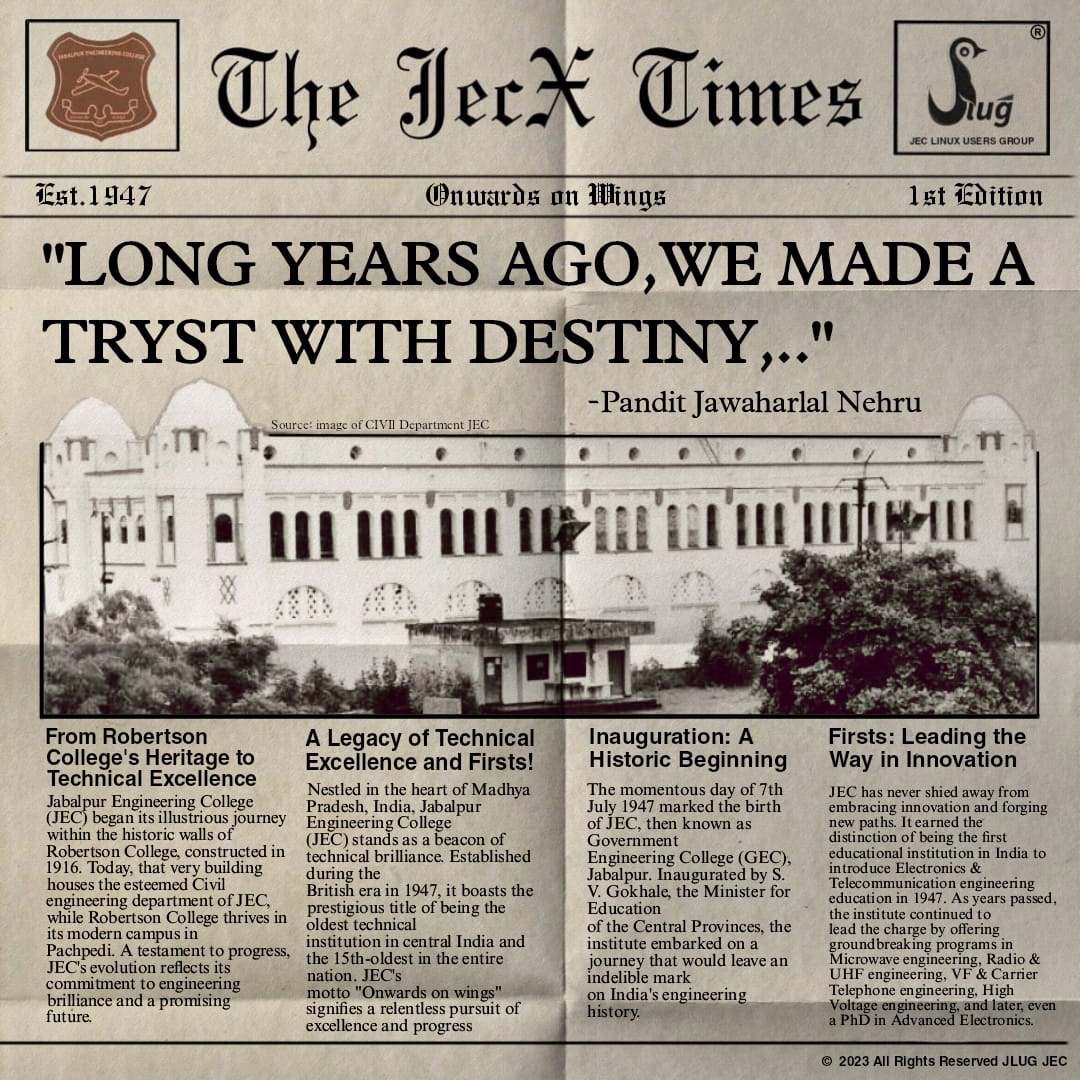 JABALPUR ENGINEERING COLLEGE
The JecX Times
®
Jlug
JEC LINUX USERS GROUP
Est.1947
Onwards on Wings
1st Edition
"LONG YEARS AGO,WE MADE A
TRYST WITH DESTINY,.."
-Pandit Jawaharlal Nehru
Source: image of CIVIl Department JEC
From Robertson
College's Heritage to
Technical Excellence
Jabalpur Engineering College
(JEC) began its illustrious journey
within the historic walls of
Robertson College, constructed in
1916. Today, that very building
houses the esteemed Civil
engineering department of JEC,
while Robertson College thrives in
its modern campus in
Pachpedi. A testament to progress,
JEC's evolution reflects its
commitment to engineering
brilliance and a promising
future.
A Legacy of Technical
Excellence and Firsts!
Nestled in the heart of Madhya
Pradesh, India, Jabalpur
Engineering College
(JEC) stands as a beacon of
technical brilliance. Established
during the
British era in 1947, it boasts the
prestigious title of being the
oldest technical
institution in central India and
the 15th-oldest in the entire
nation. JEC's
motto "Onwards on wings"
signifies a relentless pursuit of
excellence and progress
Inauguration: A
Historic Beginning
The momentous day of 7th
July 1947 marked the birth
of JEC, then known as
Government
Engineering College (GEC),
Jabalpur. Inaugurated by S.
V. Gokhale, the Minister for
Education
of the Central Provinces, the
institute embarked on a
journey that would leave an
indelible mark
on India's engineering
history.
Firsts: Leading the
Way in Innovation
JEC has never shied away from
embracing innovation and forging
new paths. It earned the
distinction of being the first
educational institution in India to
introduce Electronics &
Telecommunication engineering
education in 1947. As years passed,
the institute continued to
lead the charge by offering
groundbreaking programs in
Microwave engineering, Radio &
UHF engineering, VF & Carrier
Telephone engineering, High
Voltage engineering, and later, even
a PhD in Advanced Electronics.
© 2023 All Rights Reserved JLUG JEC